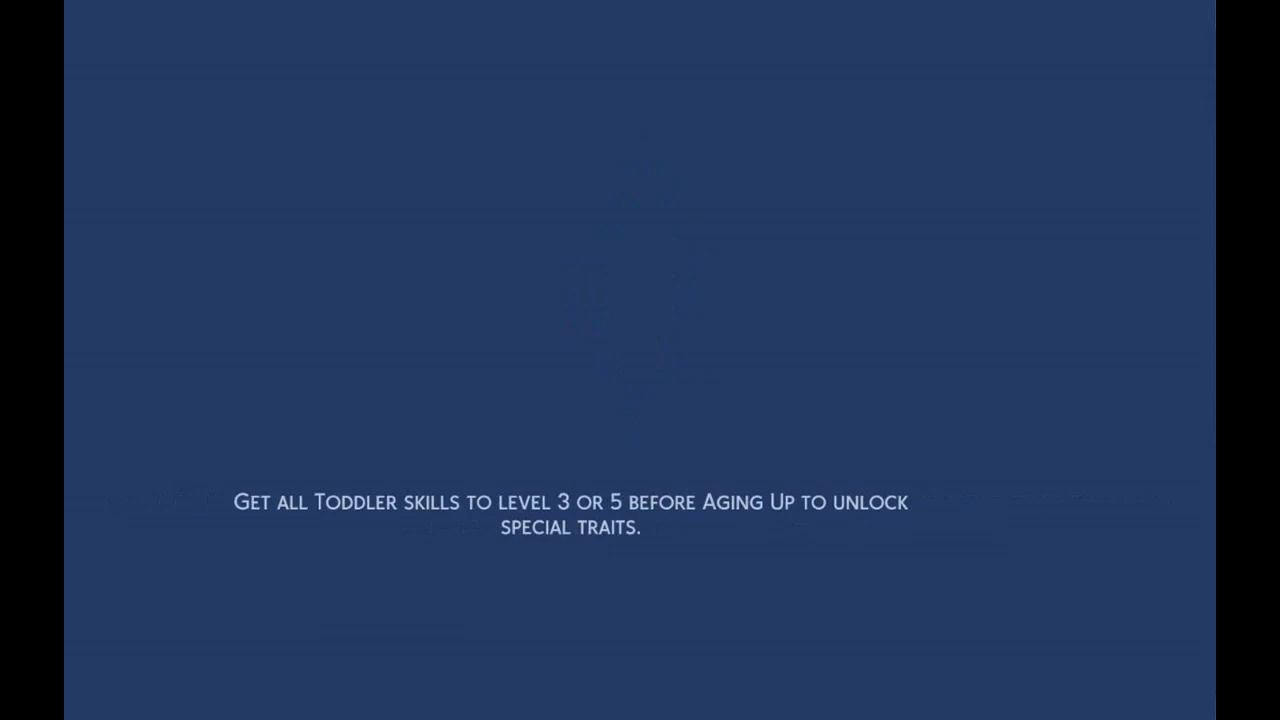 Get all Toddler skills to level 3 or 5 before Aging Up to unlock
special traits.